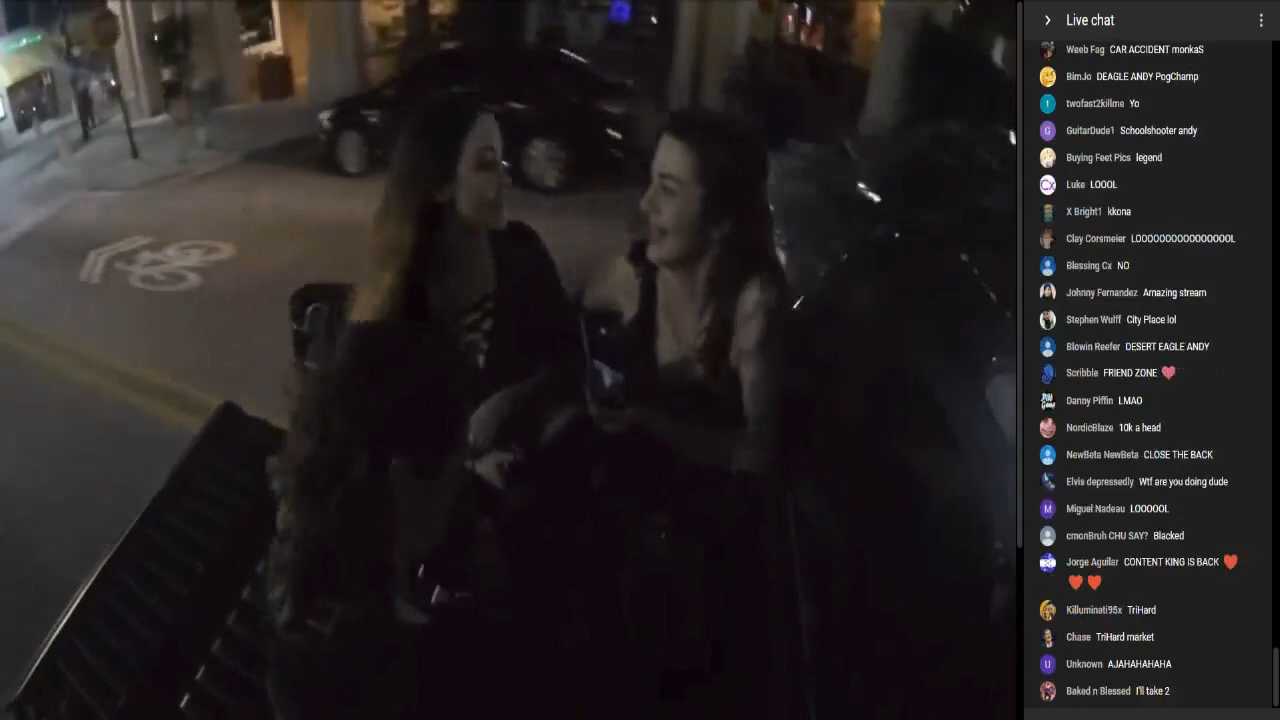 Live chat
Weeb Fag CAR ACCIDENT monkaS
BimJo DEAGLE ANDY PogChamp
twofast2killme Yo
GuitarDude1 Schoolshooter andy
Buying Feet Pics legend
Luke LOOOL
X Bright1 kkona
Clay Corsmeier LOOOOOOOOOOOOOOOOL
Blessing Cx NO
Johnny Fernandez Amazing stream
Stephen Wulff City Place lol
Blowin Reefer DESERT EAGLE ANDY
Scribble FRIEND ZONE
Danny Piffin LMAO
NordicBlaze 10k a head
NewBeta NewBeta CLOSE THE BACK
Elvis depressedly Wtf are you doing dude
Miguel Nadeau LOOOOOL
cmonBruh CHU SAY? Blacked
Jorge Aguilar CONTENT KING IS BACK
Killuminati95x TriHard
Chase TriHard market
Unknown AJAHAHAHAHA
Baked n Blessed I'll take 2